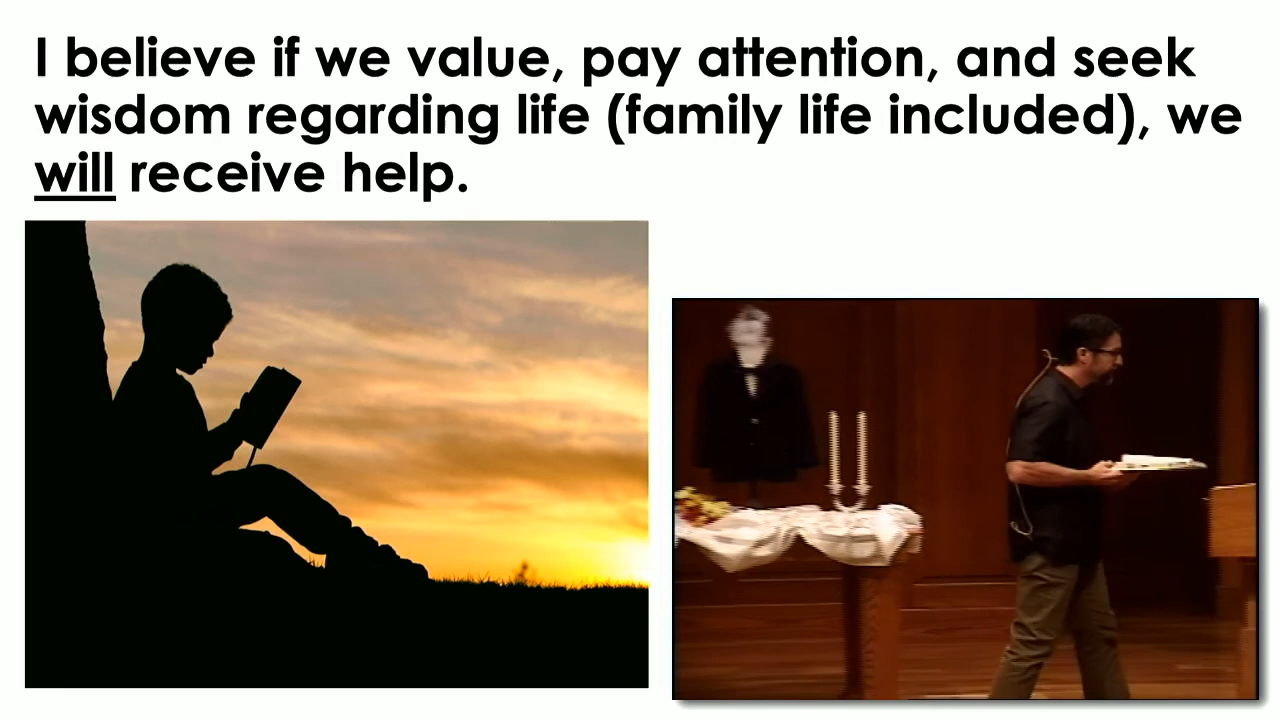 I believe if we value, pay attention, and seek
wisdom regarding life (family life included), we
will receive help.